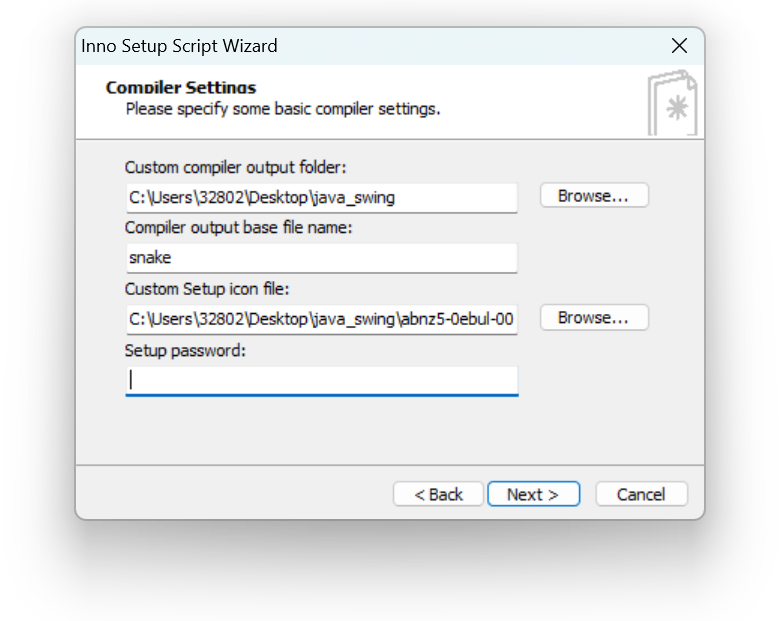 Inno Setup Script Wizard
Compiler Settings
Please specify some basic compiler settings.
Custom compiler output folder:
C:\Users\32802\Desktop\java_swing
Browse...
Compiler output base file name:
snake
Custom Setup icon file:
C:\Users\32802\Desktop\java_swing\abnz5-0ebul-00
Browse...
Setup password:
< Back
Next >
Cancel